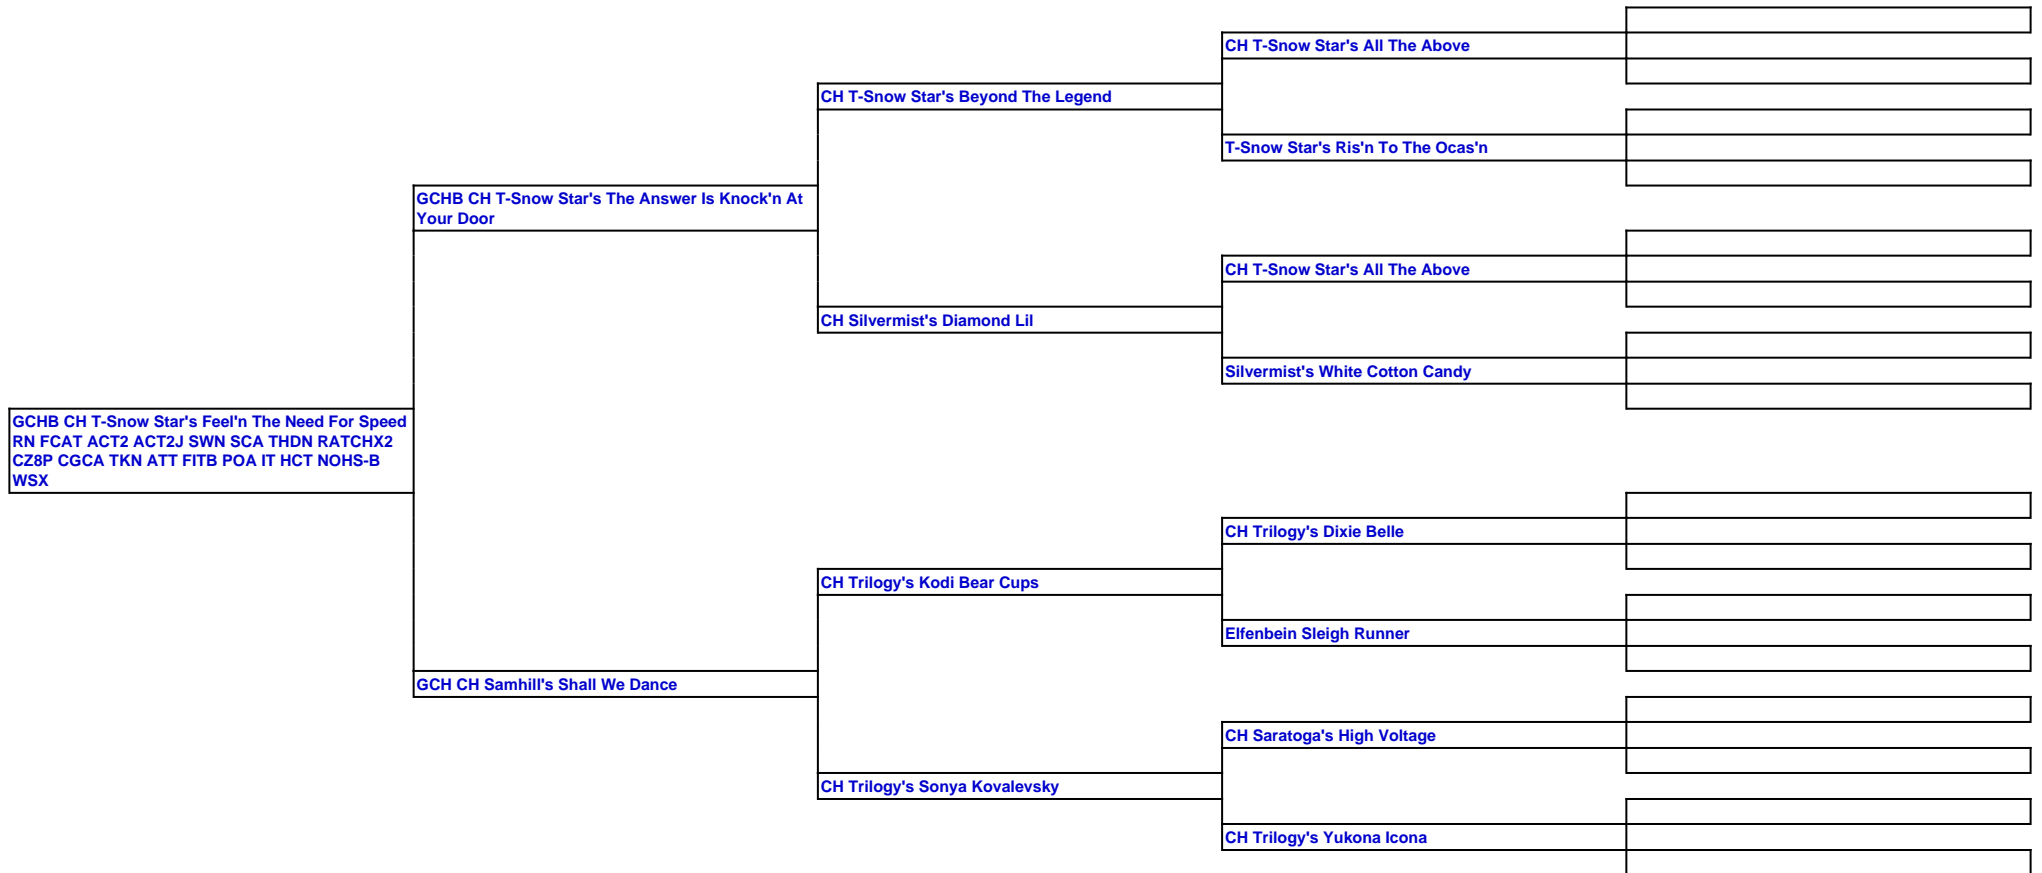 CH T-Snow Star's All The Above
CH T-Snow Star's Beyond The Legend
T-Snow Star's Ris'n To The Ocas'n
GCHB CH T-Snow Star's The Answer Is Knock'n At
Your Door
CH T-Snow Star's All The Above
CH Silvermist's Diamond Lil
Silvermist's White Cotton Candy
GCHB CH T-Snow Star's Feel'n The Need For Speed
RN FCAT ACT2 ACT2J SWN SCA THDN RATCHX2
CZ8P CGCA TKN ATT FITB POA IT HCT NOHS-B
WSX
CH Trilogy's Dixie Belle
CH Trilogy's Kodi Bear Cups
Elfenbein Sleigh Runner
GCH CH Samhill's Shall We Dance
CH Saratoga's High Voltage
CH Trilogy's Sonya Kovalevsky
CH Trilogy's Yukona Icona